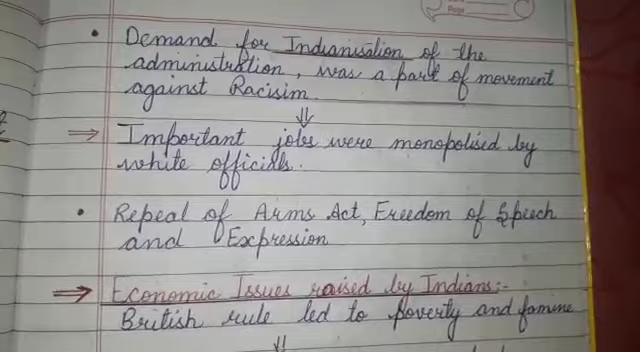 Page
• Demand for Indianisation of the
administration, was a part of movement
against Racisim
⇓
⇒ Important jobs were monopolised by
white officials.
• Repeal of Arms Act, Freedom of Speech
and Expression
⇒ Economic Issues raised by Indians:-
British rule led to poverty and famine
⇓